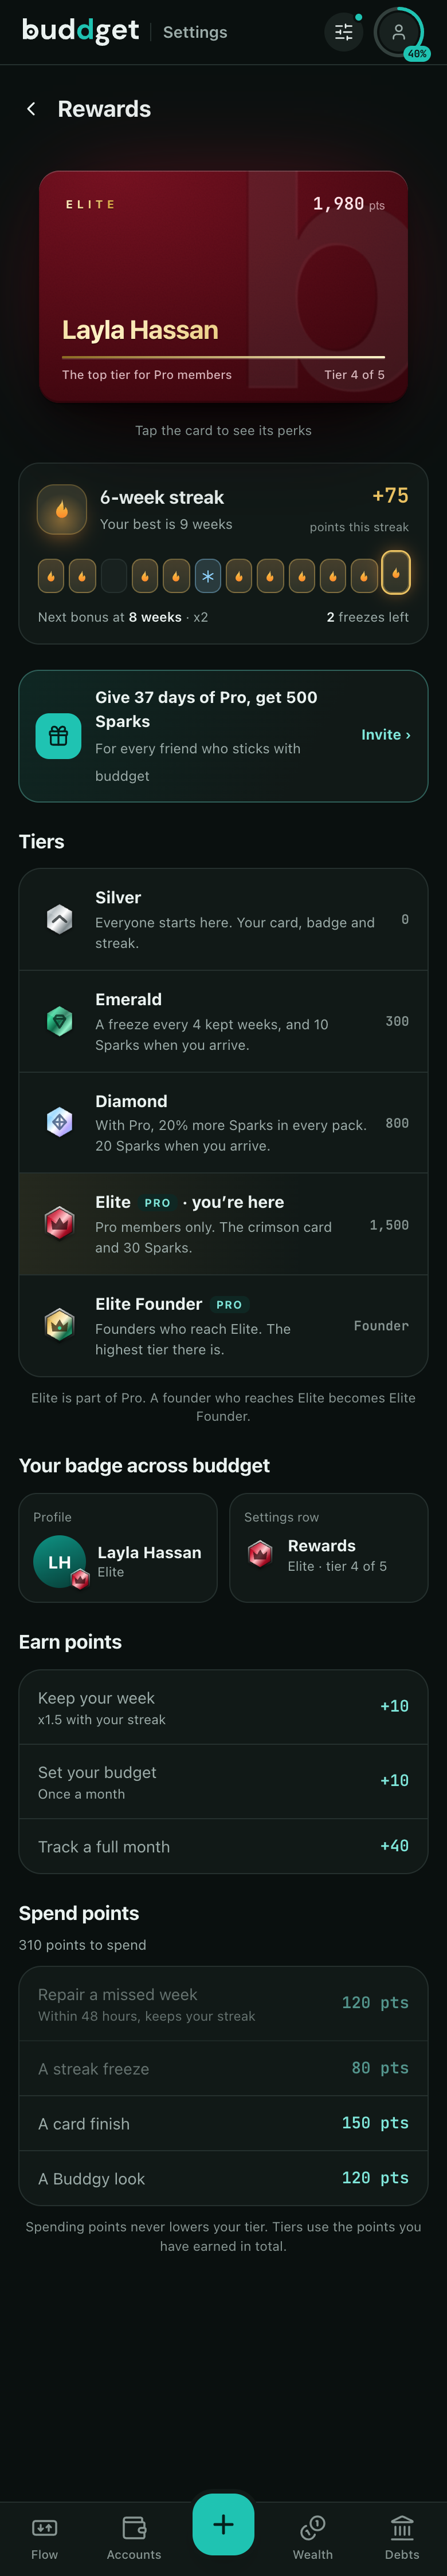 buddget
Settings
40%
Rewards
ELITE
1,980 pts
Layla Hassan
The top tier for Pro members
Tier 4 of 5
Tap the card to see its perks
6-week streak
+75
Your best is 9 weeks
points this streak
Next bonus at 8 weeks · x2
2 freezes left
Give 37 days of Pro, get 500
Sparks
For every friend who sticks with
buddget
Invite ›
Tiers
Silver
Everyone starts here. Your card, badge and
streak.
0
Emerald
A freeze every 4 kept weeks, and 10
Sparks when you arrive.
300
Diamond
With Pro, 20% more Sparks in every pack.
20 Sparks when you arrive.
800
Elite PRO · you’re here
Pro members only. The crimson card
and 30 Sparks.
1,500
Elite Founder PRO
Founders who reach Elite. The
highest tier there is.
Founder
Elite is part of Pro. A founder who reaches Elite becomes Elite
Founder.
Your badge across buddget
Profile
LH
Layla Hassan
Elite
Settings row
Rewards
Elite · tier 4 of 5
Earn points
Keep your week
x1.5 with your streak
+10
Set your budget
Once a month
+10
Track a full month
+40
Spend points
310 points to spend
Repair a missed week
Within 48 hours, keeps your streak
120 pts
A streak freeze
80 pts
A card finish
150 pts
A Buddgy look
120 pts
Spending points never lowers your tier. Tiers use the points you
have earned in total.
Flow
Accounts
Wealth
Debts